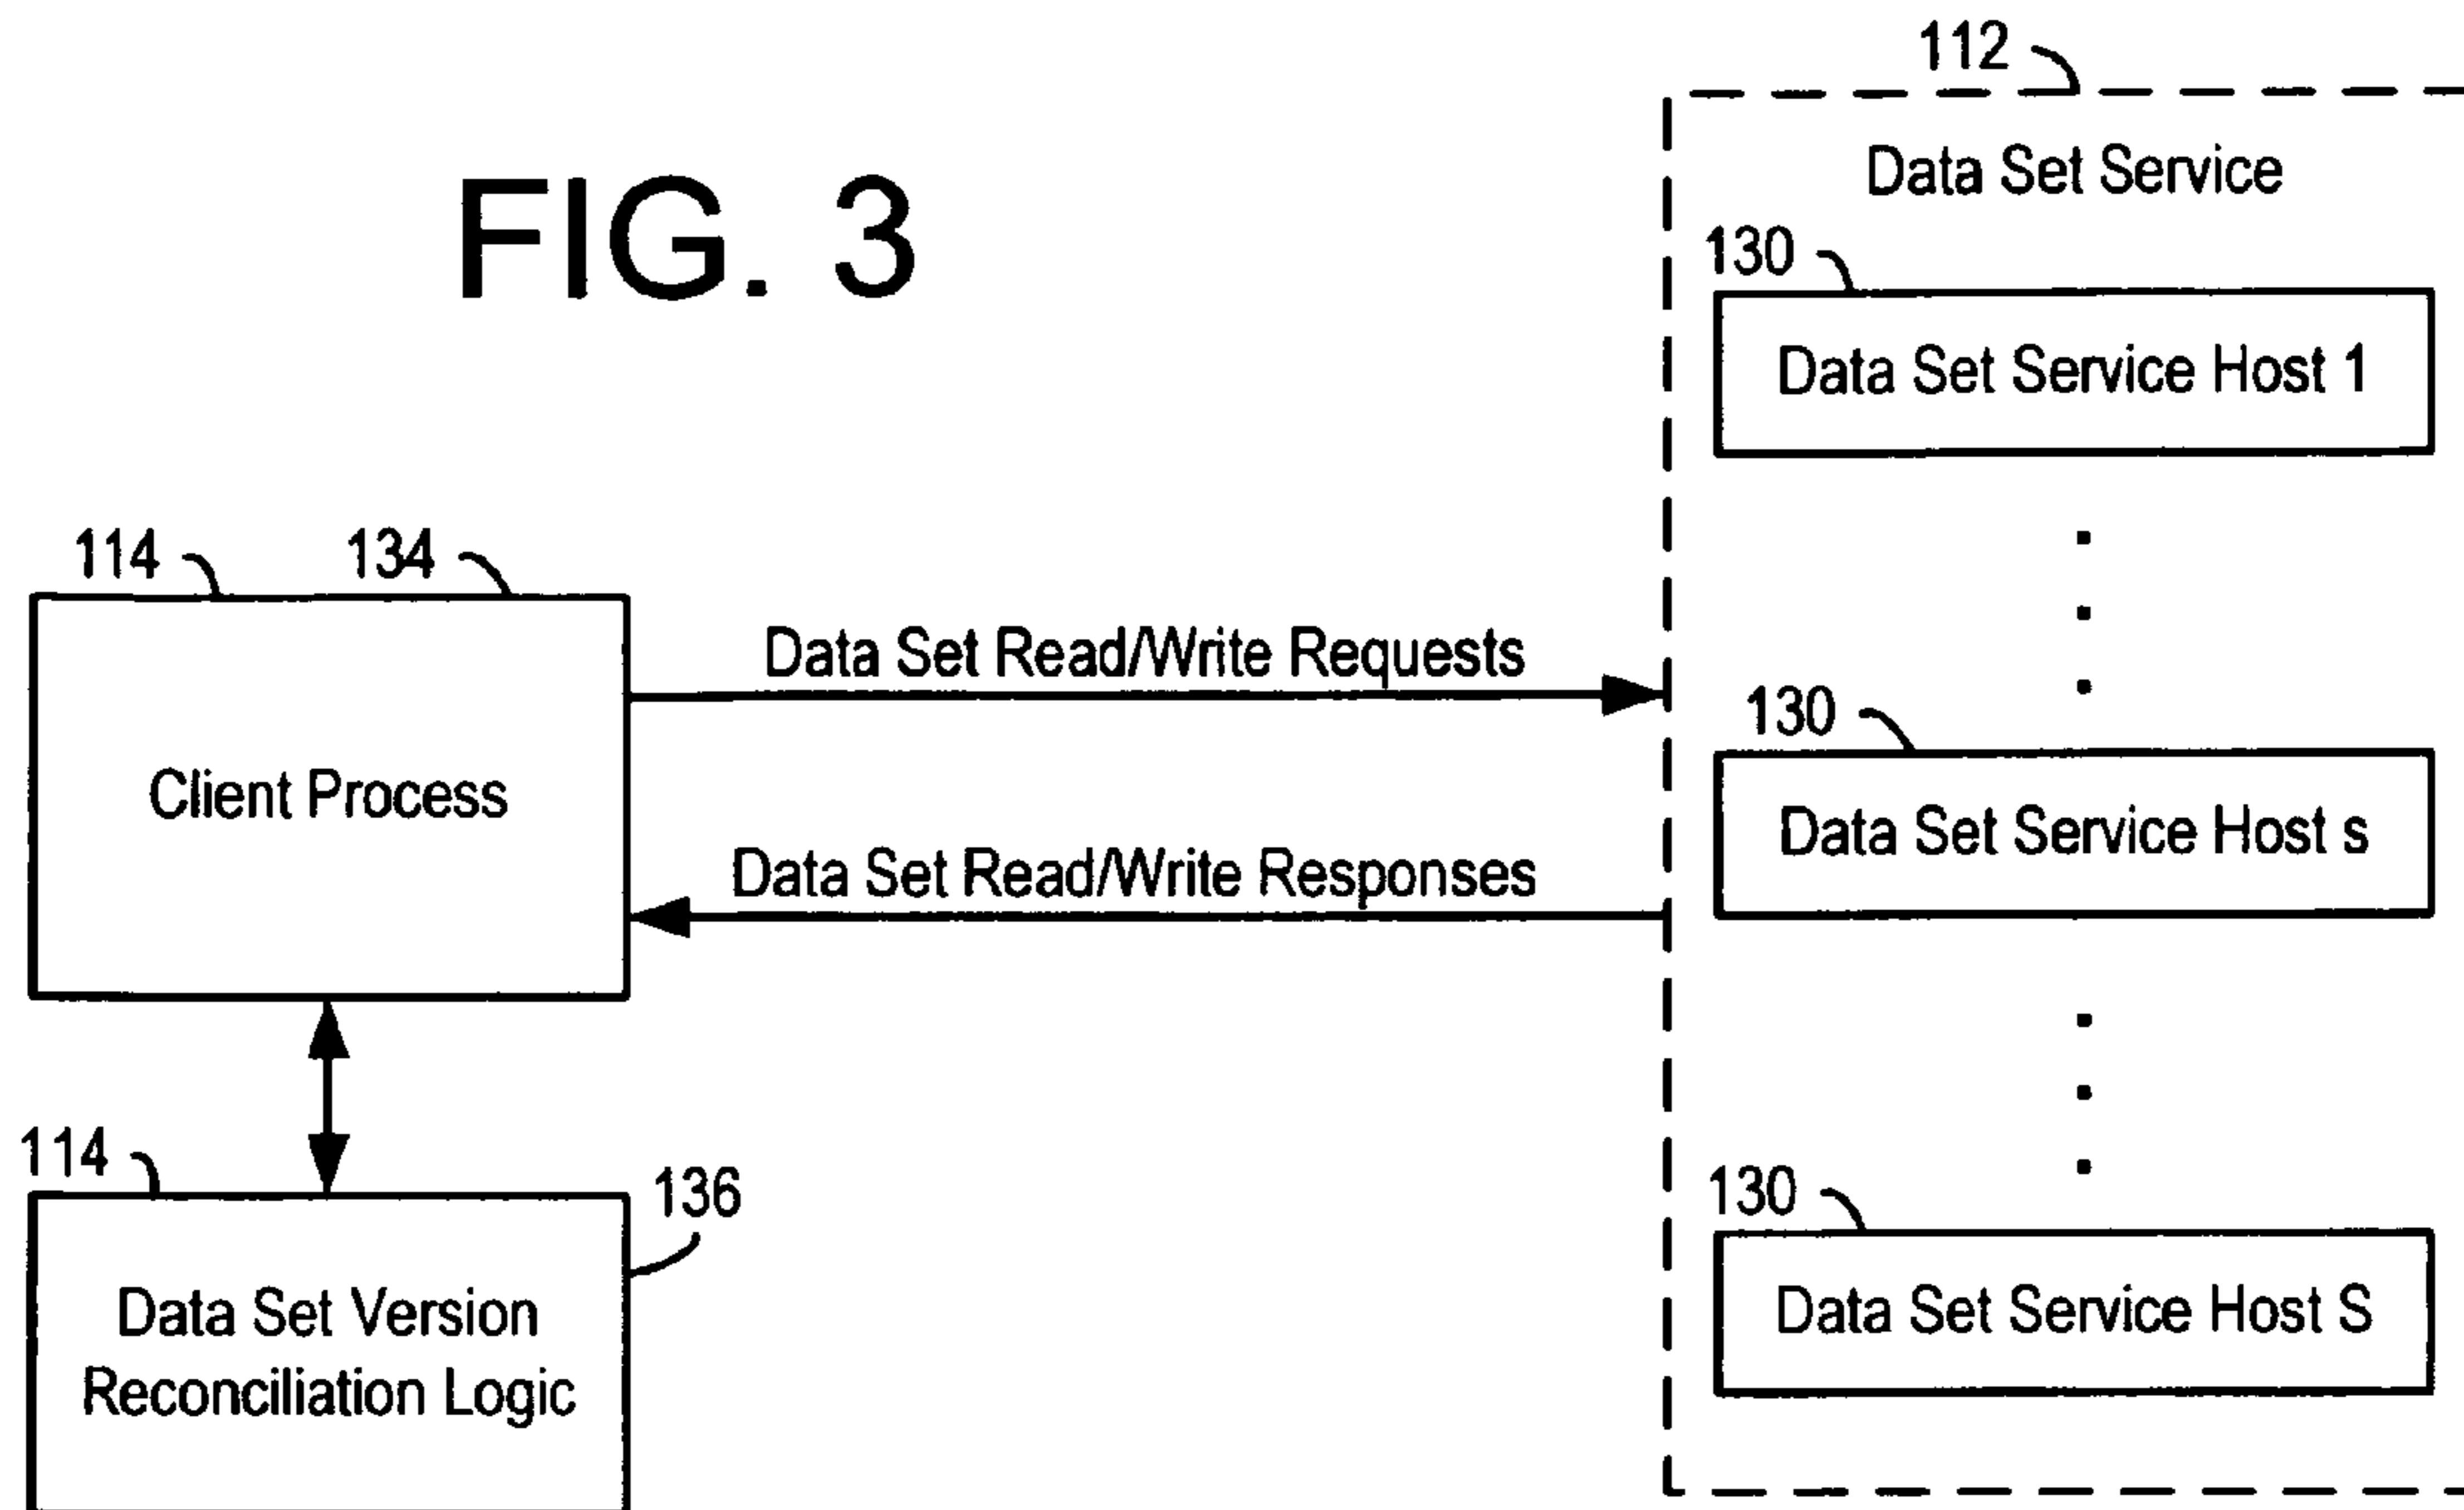 FIG. 3
112
Data Set Service
130
Data Set Service Host 1
114
134
Client Process
Data Set Read/Write Requests
Data Set Read/Write Responses
130
Data Set Service Host s
114
136
Data Set Version
Reconciliation Logic
130
Data Set Service Host S